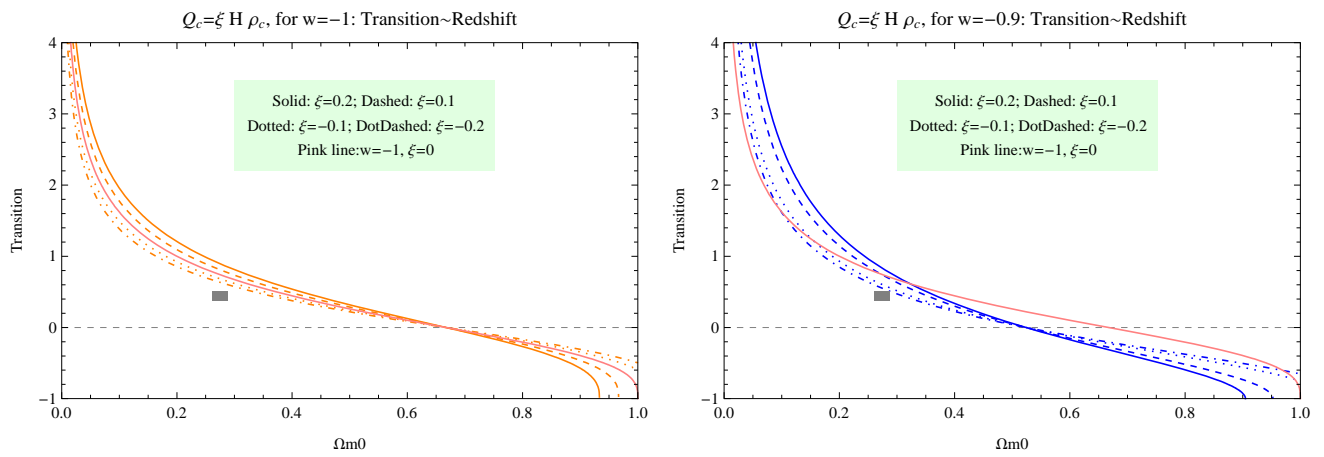 Q_c=ξ H ρ_c, for w=−1: Transition~Redshift
Transition
4
3
2
1
0
-1
Solid: ξ=0.2; Dashed: ξ=0.1
Dotted: ξ=−0.1; DotDashed: ξ=−0.2
Pink line:w=−1, ξ=0
0.0 0.2 0.4 0.6 0.8 1.0
Ωm0
Q_c=ξ H ρ_c, for w=−0.9: Transition~Redshift
Transition
4
3
2
1
0
-1
Solid: ξ=0.2; Dashed: ξ=0.1
Dotted: ξ=−0.1; DotDashed: ξ=−0.2
Pink line:w=−1, ξ=0
0.0 0.2 0.4 0.6 0.8 1.0
Ωm0